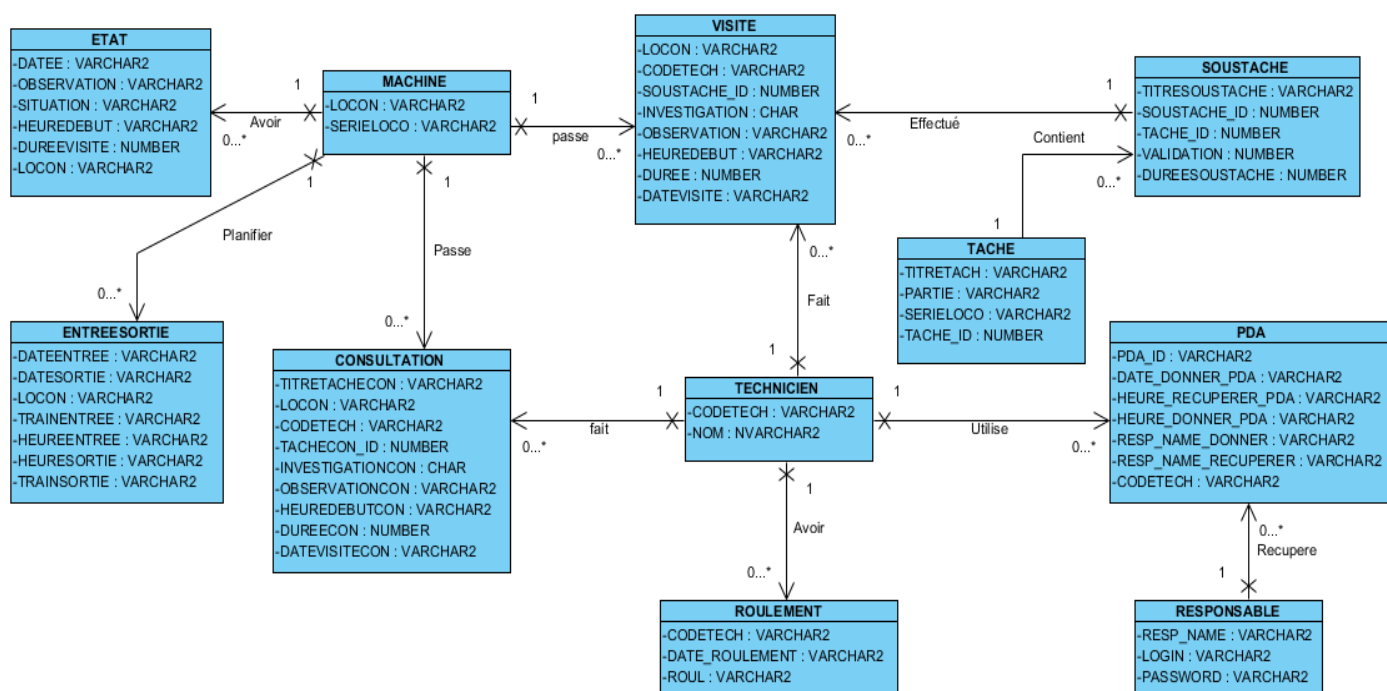 ETAT
-DATEE : VARCHAR2
-OBSERVATION : VARCHAR2
-SITUATION : VARCHAR2
-HEUREDEBUT : VARCHAR2
-DUREEVISITE : NUMBER
-LOCON : VARCHAR2
1
Avoir
0...*
MACHINE
-LOCON : VARCHAR2
-SERIELOCO : VARCHAR2
1
passe
0...*
VISITE
-LOCON : VARCHAR2
-CODETECH : VARCHAR2
-SOUSTACHE_ID : NUMBER
-INVESTIGATION : CHAR
-OBSERVATION : VARCHAR2
-HEUREDEBUT : VARCHAR2
-DUREE : NUMBER
-DATEVISITE : VARCHAR2
1
Effectué
0...*
SOUSTACHE
-TITRESOUSTACHE : VARCHAR2
-SOUSTACHE_ID : NUMBER
-TACHE_ID : NUMBER
-VALIDATION : NUMBER
-DUREESOUSTACHE : NUMBER
Contient
0...*
1
TACHE
-TITRETACH : VARCHAR2
-PARTIE : VARCHAR2
-SERIELOCO : VARCHAR2
-TACHE_ID : NUMBER
1
Planifier
0...*
1
Passe
0...*
0...*
Fait
1
ENTREESORTIE
-DATEENTREE : VARCHAR2
-DATESORTIE : VARCHAR2
-LOCON : VARCHAR2
-TRAINENTREE : VARCHAR2
-HEUREENTREE : VARCHAR2
-HEURESORTIE : VARCHAR2
-TRAINSORTIE : VARCHAR2
CONSULTATION
-TITRETACHECON : VARCHAR2
-LOCON : VARCHAR2
-CODETECH : VARCHAR2
-TACHECON_ID : NUMBER
-INVESTIGATIONCON : CHAR
-OBSERVATIONCON : VARCHAR2
-HEUREDEBUTCON : VARCHAR2
-DUREECON : NUMBER
-DATEVISITECON : VARCHAR2
1
fait
0...*
TECHNICIEN
-CODETECH : VARCHAR2
-NOM : NVARCHAR2
1
Utilise
0...*
PDA
-PDA_ID : VARCHAR2
-DATE_DONNER_PDA : VARCHAR2
-HEURE_RECUPERER_PDA : VARCHAR2
-HEURE_DONNER_PDA : VARCHAR2
-RESP_NAME_DONNER : VARCHAR2
-RESP_NAME_RECUPERER : VARCHAR2
-CODETECH : VARCHAR2
1
Avoir
0...*
0...*
Recupere
1
ROULEMENT
-CODETECH : VARCHAR2
-DATE_ROULEMENT : VARCHAR2
-ROUL : VARCHAR2
RESPONSABLE
-RESP_NAME : VARCHAR2
-LOGIN : VARCHAR2
-PASSWORD : VARCHAR2